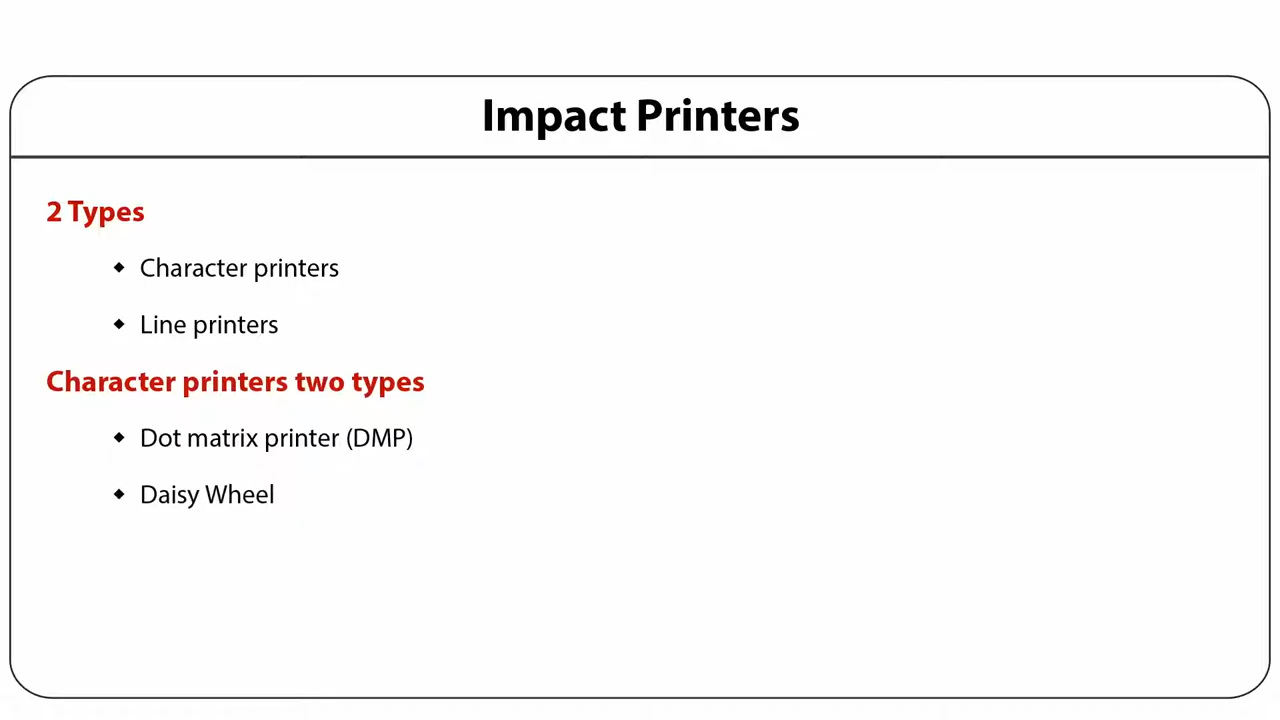 Impact Printers
2 Types
◆ Character printers
◆ Line printers
Character printers two types
◆ Dot matrix printer (DMP)
◆ Daisy Wheel